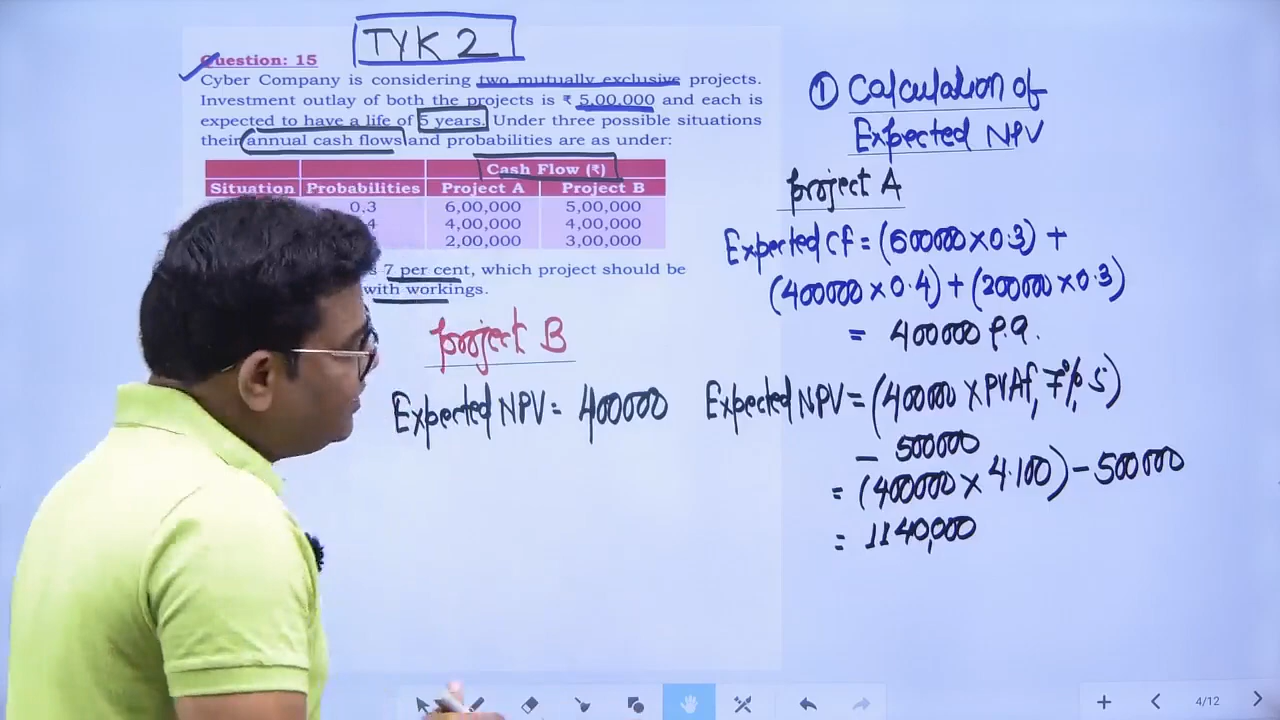 TYK 2
Question: 15
Cyber Company is considering two mutually exclusive projects.
Investment outlay of both the projects is ₹ 5,00,000 and each is
expected to have a life of 5 years. Under three possible situations
their annual cash flows and probabilities are as under:
Cash Flow (₹)
Situation Probabilities Project A Project B
0.3 6,00,000 5,00,000
4 4,00,000 4,00,000
2,00,000 3,00,000
s 7 per cent, which project should be
with workings.
Project B
Expected NPV = 400000
① Calculation of
Expected NPV
Project A
Expected CF = (600000 × 0.3) +
(400000 × 0.4) + (200000 × 0.3)
= 400000 P.a.
Expected NPV = (400000 × PVAF, 7%, 5)
- 500000
= (400000 × 4.100) - 500000
= 1140,000
4/12